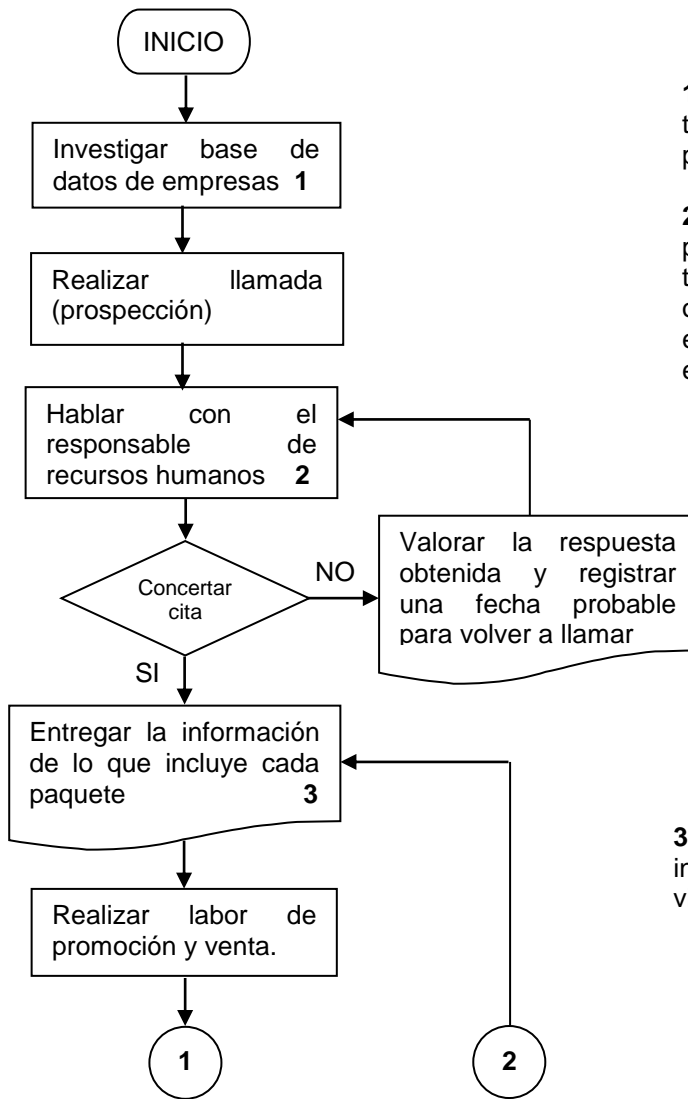 INICIO
Investigar base de
datos de empresas 1
Realizar llamada
(prospección)
Hablar con el
responsable de
recursos humanos 2
Concertar
cita
NO
Valorar la respuesta
obtenida y registrar
una fecha probable
para volver a llamar
SI
Entregar la información
de lo que incluye cada
paquete 3
Realizar labor de
promoción y venta.
1
2
2
3